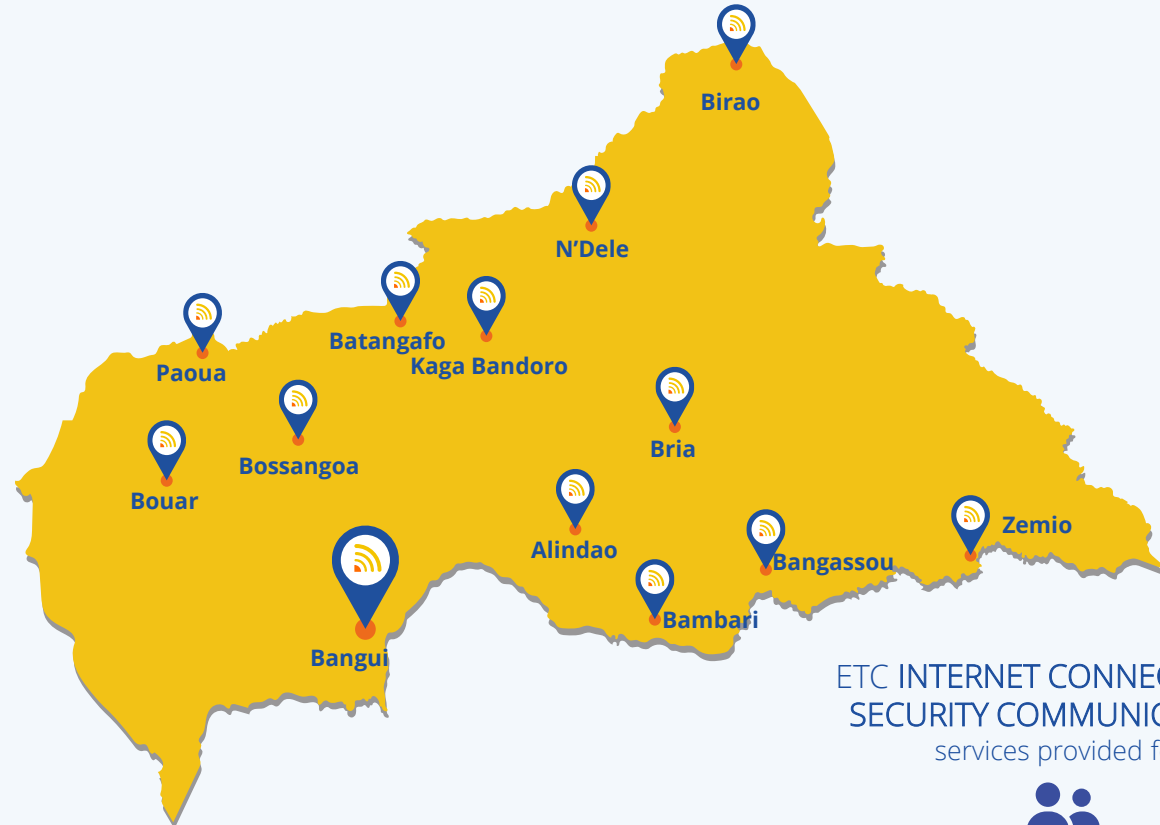 Birao
N’Dele
Batangafo
Kaga Bandoro
Paoua
Bria
Bossangoa
Bouar
Zemio
Alindao
Bangassou
Bambari
Bangui
ETC INTERNET CONNEC
SECURITY COMMUNIC
services provided f